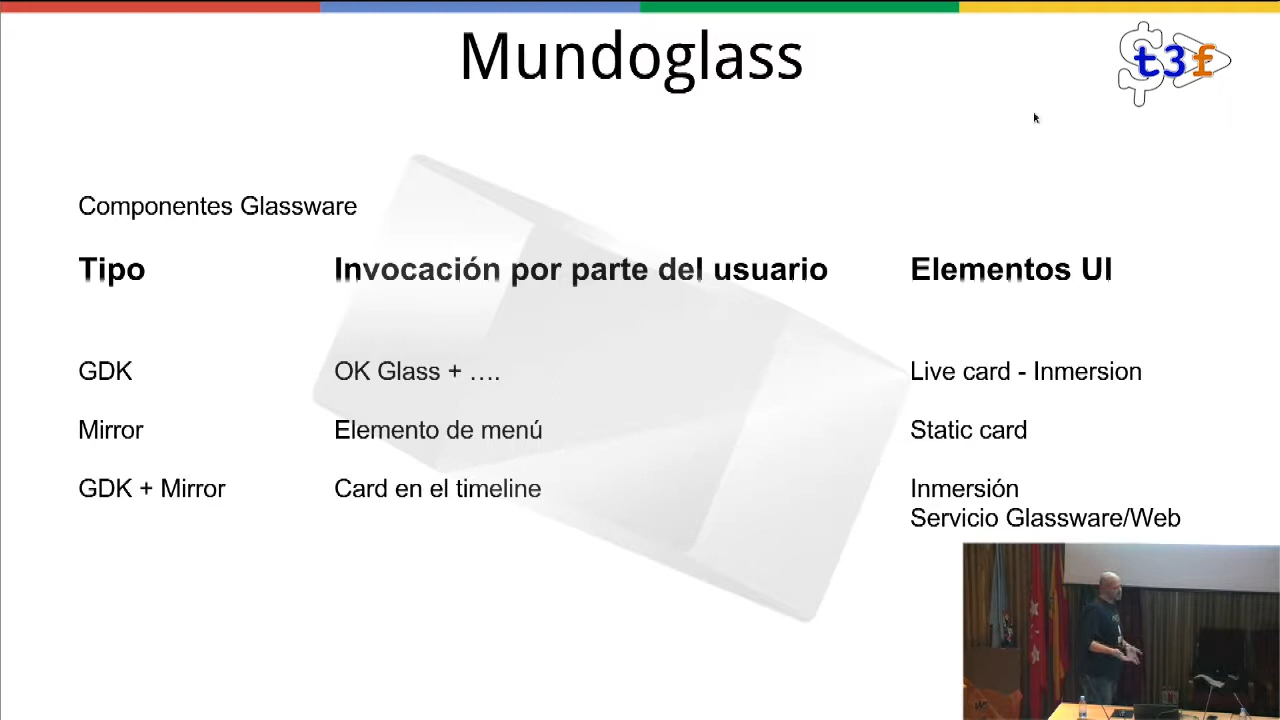 Mundoglass
t3f
Componentes Glassware
Tipo Invocación por parte del usuario Elementos UI
GDK OK Glass + .... Live card - Inmersion
Mirror Elemento de menú Static card
GDK + Mirror Card en el timeline Inmersión
Servicio Glassware/Web